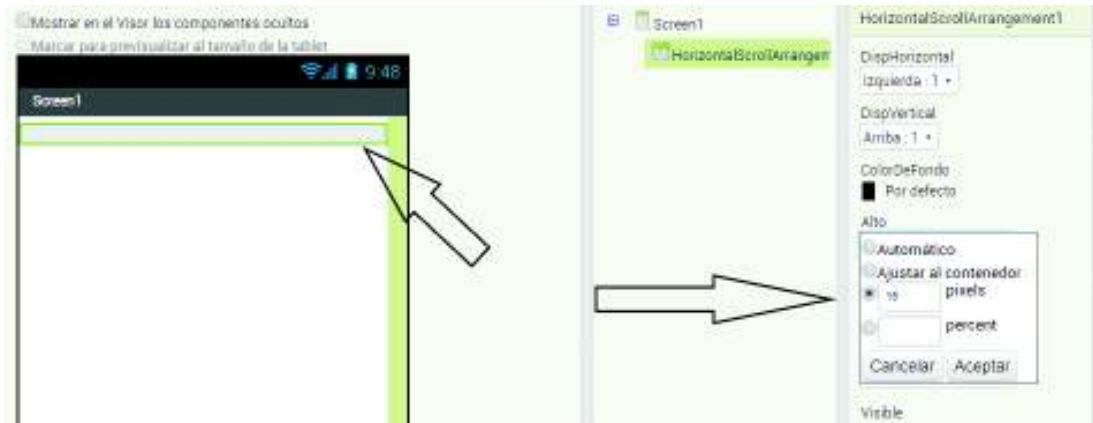 Mostrar en el Visor los componentes ocultos
Marcar para previsualizar al tamaño de la tablet
9:48
Screen1
Screen1
HorizontalScrollArrangem
HorizontalScrollArrangement1
DispHorizontal
Izquierda : 1
DispVertical
Arriba : 1
ColorDeFondo
Por defecto
Alto
Automático
Ajustar al contenedor
pixels
percent
Cancelar Aceptar
Visible